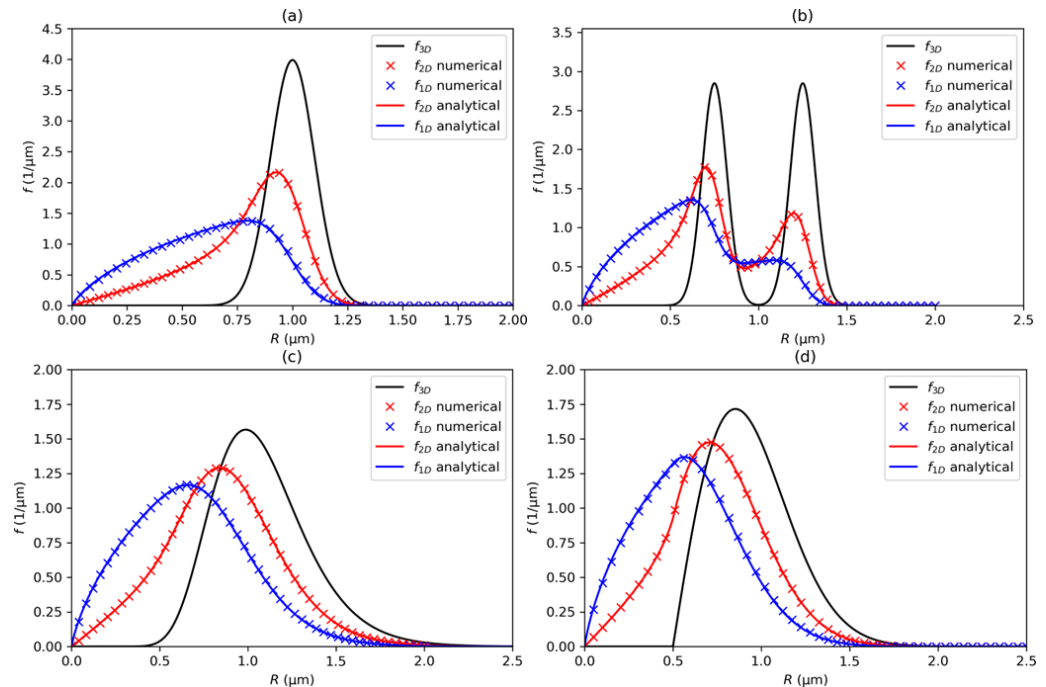 (a)
f (1/μm)
4.5
4.0
3.5
3.0
2.5
2.0
1.5
1.0
0.5
0.0
f3D
f2D numerical
f1D numerical
f2D analytical
f1D analytical
0.00 0.25 0.50 0.75 1.00 1.25 1.50 1.75 2.00
R (μm)
(b)
f (1/μm)
3.5
3.0
2.5
2.0
1.5
1.0
0.5
0.0
f3D
f2D numerical
f1D numerical
f2D analytical
f1D analytical
0.0 0.5 1.0 1.5 2.0 2.5
R (μm)
(c)
f (1/μm)
2.00
1.75
1.50
1.25
1.00
0.75
0.50
0.25
0.00
f3D
f2D numerical
f1D numerical
f2D analytical
f1D analytical
0.0 0.5 1.0 1.5 2.0 2.5
R (μm)
(d)
f (1/μm)
2.00
1.75
1.50
1.25
1.00
0.75
0.50
0.25
0.00
f3D
f2D numerical
f1D numerical
f2D analytical
f1D analytical
0.0 0.5 1.0 1.5 2.0 2.5
R (μm)